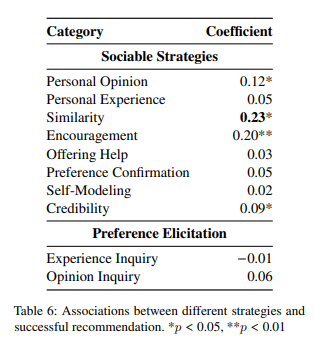 Category Coefficient
Sociable Strategies
Personal Opinion 0.12*
Personal Experience 0.05
Similarity 0.23*
Encouragement 0.20**
Offering Help 0.03
Preference Confirmation 0.05
Self-Modeling 0.02
Credibility 0.09*
Preference Elicitation
Experience Inquiry −0.01
Opinion Inquiry 0.06
Table 6: Associations between different strategies and
successful recommendation. *p < 0.05, **p < 0.01